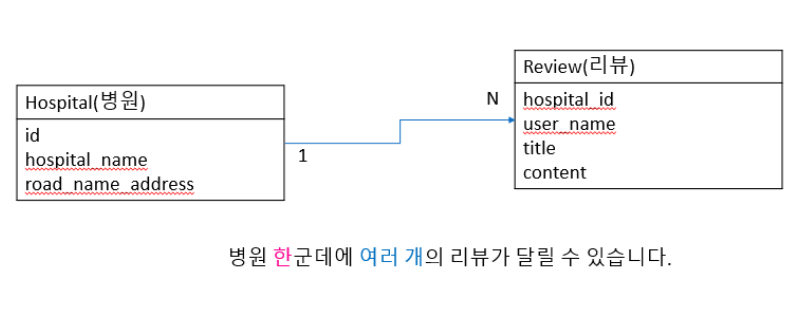 Hospital(병원)
id
hospital_name
road_name_address
1
N
Review(리뷰)
hospital_id
user_name
title
content
병원 한군데에 여러 개의 리뷰가 달릴 수 있습니다.